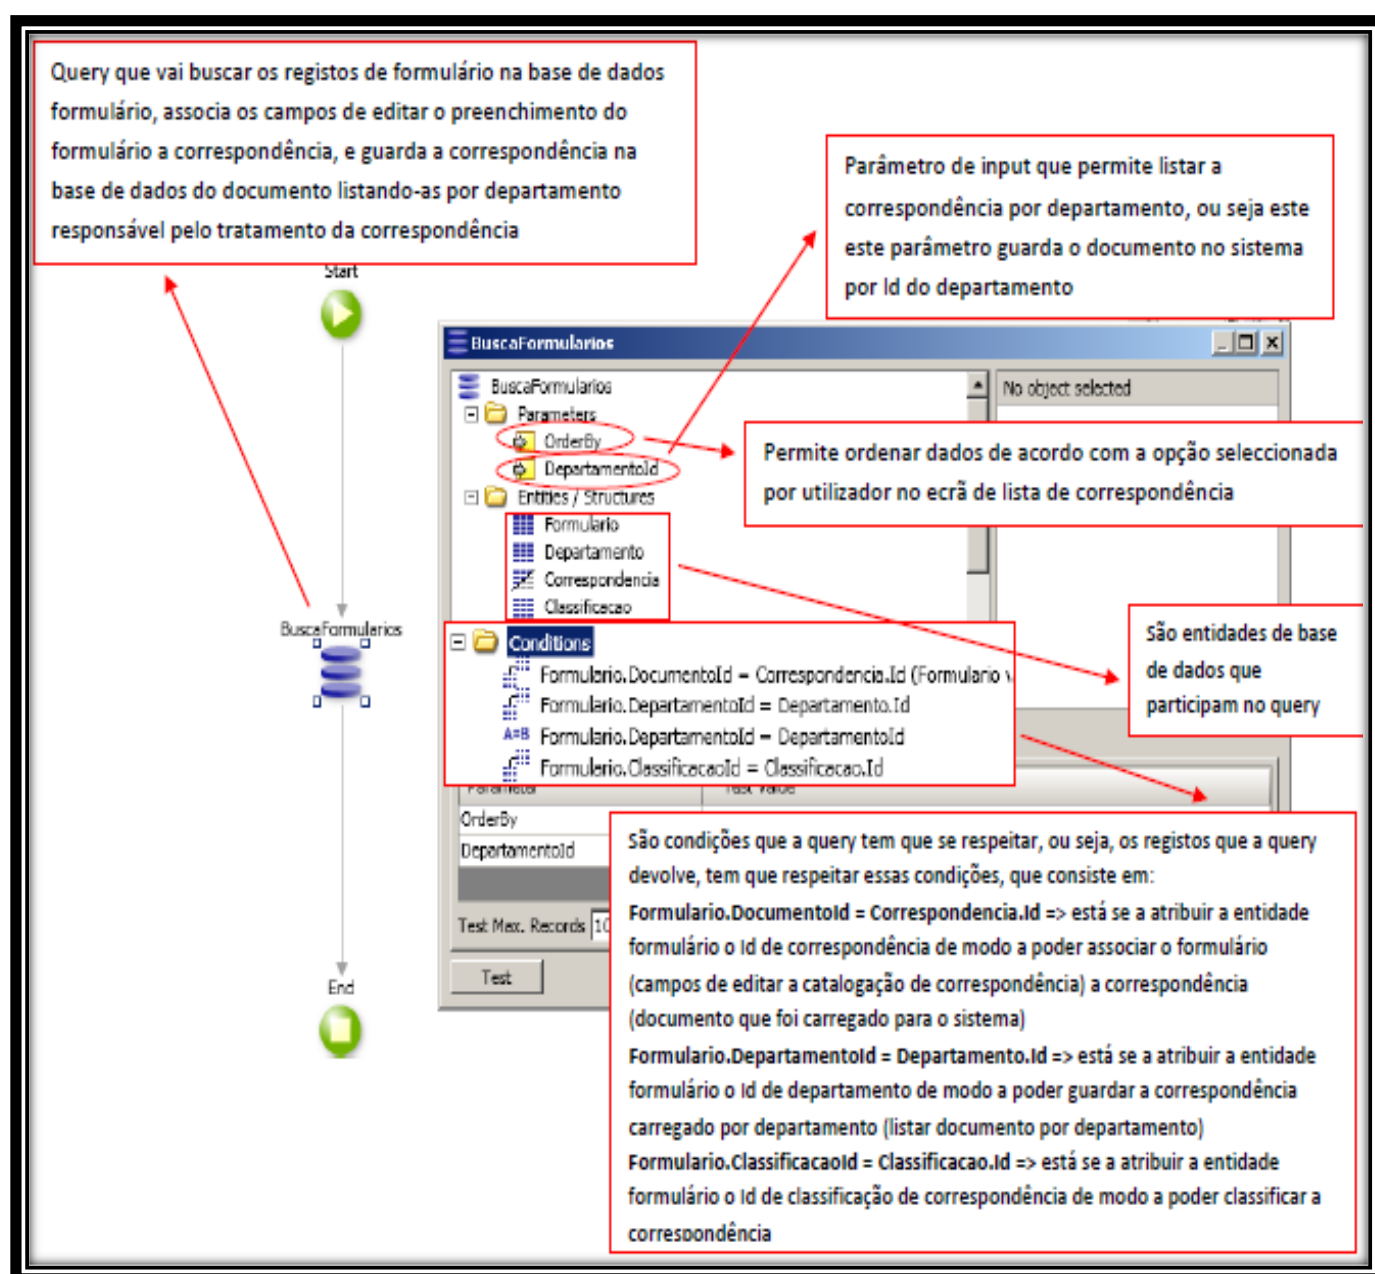 Query que vai buscar os registos de formulário na base de dados
formulário, associa os campos de editar o preenchimento do
formulário a correspondência, e guarda a correspondência na
base de dados do documento listando-as por departamento
responsável pelo tratamento da correspondência
Parâmetro de input que permite listar a
correspondência por departamento, ou seja este
este parâmetro guarda o documento no sistema
por Id do departamento
Start
BuscaFormularios
BuscaFormularios
No object selected
Parameters
OrderBy
DepartamentoId
Permite ordenar dados de acordo com a opção seleccionada
por utilizador no ecrã de lista de correspondência
Entities / Structures
Formulario
Departamento
Correspondencia
Classificacao
São entidades de base
de dados que
participam no query
BuscaFormularios
Conditions
Formulario.DocumentoId = Correspondencia.Id (Formulario
Formulario.DepartamentoId = Departamento.Id
A=B Formulario.DepartamentoId = DepartamentoId
Formulario.ClassificacaoId = Classificacao.Id
Parameter Test Value
OrderBy
DepartamentoId
Test Max. Records 10
Test
End
São condições que a query tem que se respeitar, ou seja, os registos que a query
devolve, tem que respeitar essas condições, que consiste em:
Formulario.DocumentoId = Correspondencia.Id => está se a atribuir a entidade
formulário o Id de correspondência de modo a poder associar o formulário
(campos de editar a catalogação de correspondência) a correspondência
(documento que foi carregado para o sistema)
Formulario.DepartamentoId = Departamento.Id => está se a atribuir a entidade
formulário o Id de departamento de modo a poder guardar a correspondência
carregado por departamento (listar documento por departamento)
Formulario.ClassificacaoId = Classificacao.Id => está se a atribuir a entidade
formulário o Id de classificação de correspondência de modo a poder classificar a
correspondência